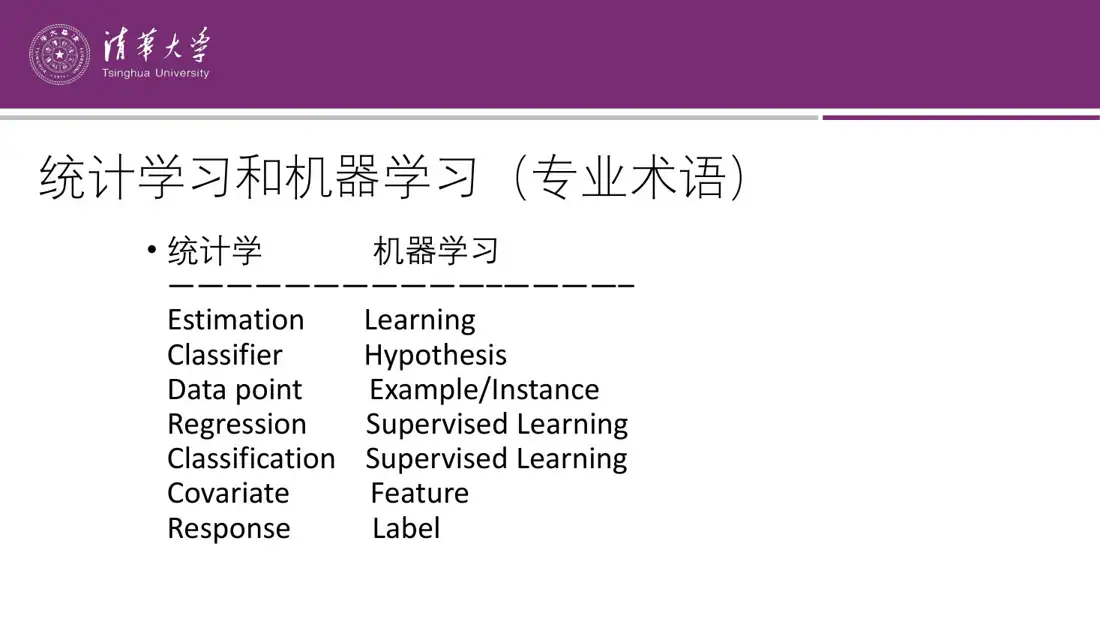 清华大学
Tsinghua University
统计学习和机器学习（专业术语）
• 统计学 机器学习
————————————–————–
Estimation Learning
Classifier Hypothesis
Data point Example/Instance
Regression Supervised Learning
Classification Supervised Learning
Covariate Feature
Response Label